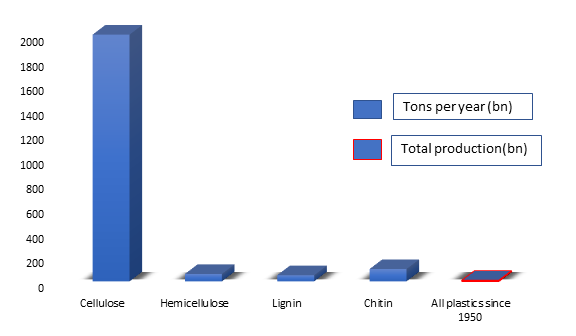 2000
1800
1600
1400
1200
1000
800
600
400
200
0
Tons per year (bn)
Total production(bn)
Cellulose
Hemicellulose
Lignin
Chitin
All plastics since
1950